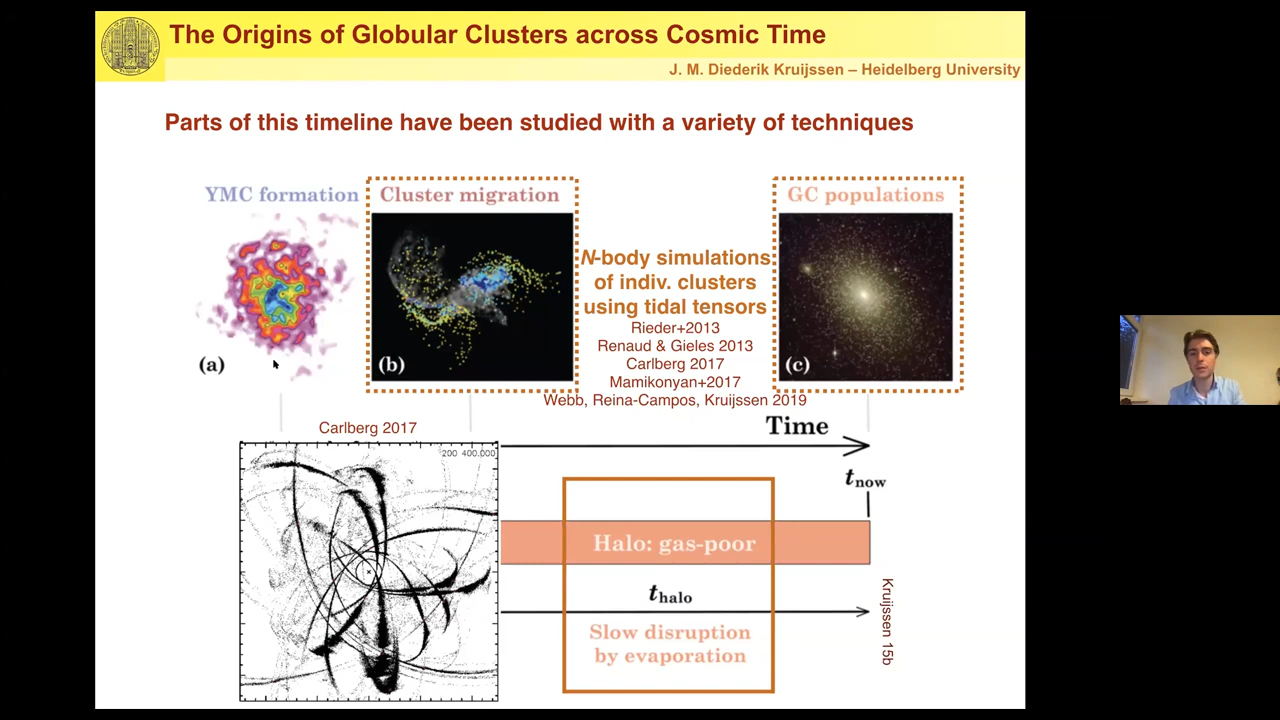 The Origins of Globular Clusters across Cosmic Time
J. M. Diederik Kruijssen – Heidelberg University
Parts of this timeline have been studied with a variety of techniques
YMC formation
Cluster migration
GC populations
N-body simulations
of indiv. clusters
using tidal tensors
Rieder+2013
Renaud & Gieles 2013
Carlberg 2017
Mamikonyan+2017
Webb, Reina-Campos, Kruijssen 2019
(a)
(b)
(c)
Carlberg 2017
200 400.000
Time
tnow
Halo: gas-poor
thalo
Slow disruption
by evaporation
Kruijssen 15b